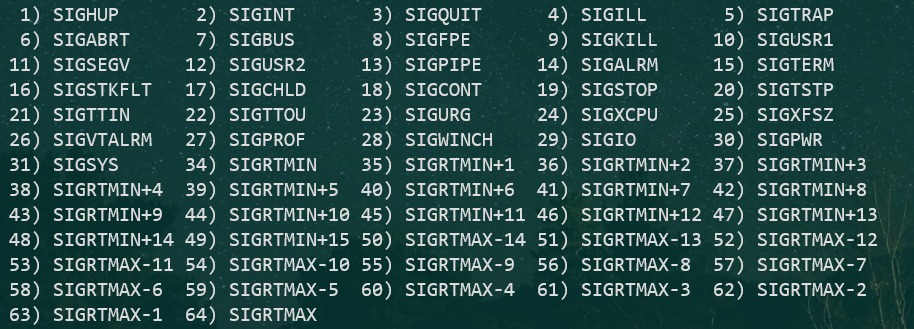 1) SIGHUP 2) SIGINT 3) SIGQUIT 4) SIGILL 5) SIGTRAP
6) SIGABRT 7) SIGBUS 8) SIGFPE 9) SIGKILL 10) SIGUSR1
11) SIGSEGV 12) SIGUSR2 13) SIGPIPE 14) SIGALRM 15) SIGTERM
16) SIGSTKFLT 17) SIGCHLD 18) SIGCONT 19) SIGSTOP 20) SIGTSTP
21) SIGTTIN 22) SIGTTOU 23) SIGURG 24) SIGXCPU 25) SIGXFSZ
26) SIGVTALRM 27) SIGPROF 28) SIGWINCH 29) SIGIO 30) SIGPWR
31) SIGSYS 34) SIGRTMIN 35) SIGRTMIN+1 36) SIGRTMIN+2 37) SIGRTMIN+3
38) SIGRTMIN+4 39) SIGRTMIN+5 40) SIGRTMIN+6 41) SIGRTMIN+7 42) SIGRTMIN+8
43) SIGRTMIN+9 44) SIGRTMIN+10 45) SIGRTMIN+11 46) SIGRTMIN+12 47) SIGRTMIN+13
48) SIGRTMIN+14 49) SIGRTMIN+15 50) SIGRTMAX-14 51) SIGRTMAX-13 52) SIGRTMAX-12
53) SIGRTMAX-11 54) SIGRTMAX-10 55) SIGRTMAX-9 56) SIGRTMAX-8 57) SIGRTMAX-7
58) SIGRTMAX-6 59) SIGRTMAX-5 60) SIGRTMAX-4 61) SIGRTMAX-3 62) SIGRTMAX-2
63) SIGRTMAX-1 64) SIGRTMAX